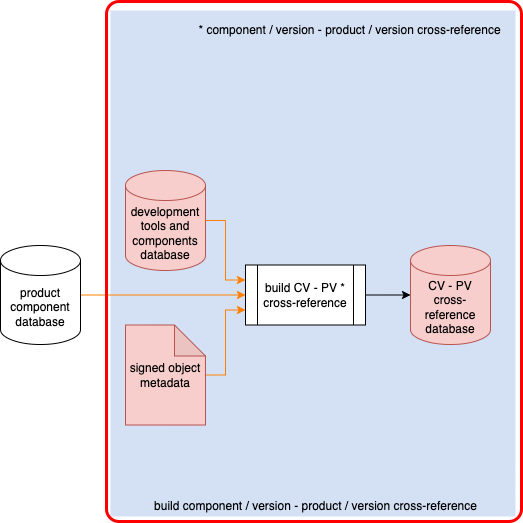 * component / version - product / version cross-reference
development
tools and
components
database
product
component
database
build CV - PV *
cross-reference
CV - PV
cross-
reference
database
signed object
metadata
build component / version - product / version cross-reference